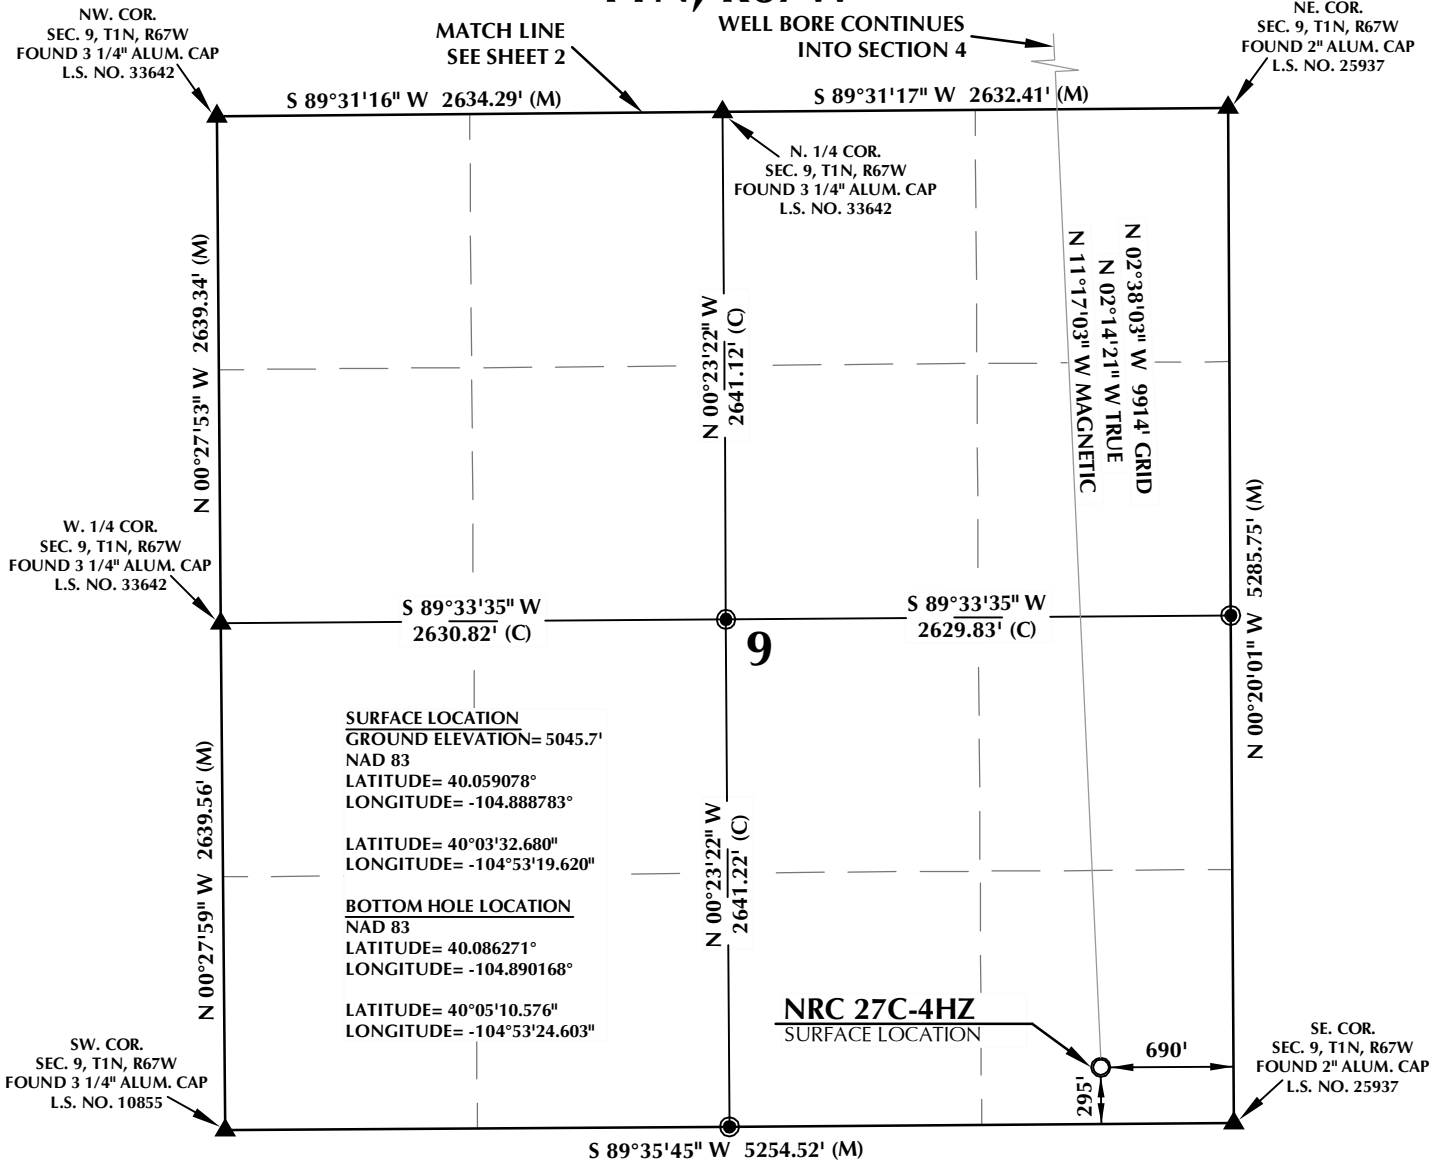 NW. COR.
SEC. 9, T1N, R67W
FOUND 3 1/4" ALUM. CAP
L.S. NO. 33642
MATCH LINE
SEE SHEET 2
WELL BORE CONTINUES
INTO SECTION 4
NE. COR.
SEC. 9, T1N, R67W
FOUND 2" ALUM. CAP
L.S. NO. 25937
S 89°31'16" W 2634.29' (M)
S 89°31'17" W 2632.41' (M)
N. 1/4 COR.
SEC. 9, T1N, R67W
FOUND 3 1/4" ALUM. CAP
L.S. NO. 33642
N 00°27'53" W 2639.34' (M)
N 00°23'22" W
2641.12' (C)
N 02°38'03" W 9914' GRID
N 02°14'21" W TRUE
N 11°17'03" W MAGNETIC
W. 1/4 COR.
SEC. 9, T1N, R67W
FOUND 3 1/4" ALUM. CAP
L.S. NO. 33642
N 00°20'01" W 5285.75' (M)
S 89°33'35" W
2630.82' (C)
S 89°33'35" W
2629.83' (C)
9
SURFACE LOCATION
GROUND ELEVATION= 5045.7'
NAD 83
LATITUDE= 40.059078°
LONGITUDE= -104.888783°
LATITUDE= 40°03'32.680"
LONGITUDE= -104°53'19.620"
BOTTOM HOLE LOCATION
NAD 83
LATITUDE= 40.086271°
LONGITUDE= -104.890168°
LATITUDE= 40°05'10.576"
LONGITUDE= -104°53'24.603"
N 00°27'59" W 2639.56' (M)
N 00°23'22" W
2641.22' (C)
NRC 27C-4HZ
SURFACE LOCATION
690'
295'
SW. COR.
SEC. 9, T1N, R67W
FOUND 3 1/4" ALUM. CAP
L.S. NO. 10855
SE. COR.
SEC. 9, T1N, R67W
FOUND 2" ALUM. CAP
L.S. NO. 25937
S 89°35'45" W 5254.52' (M)